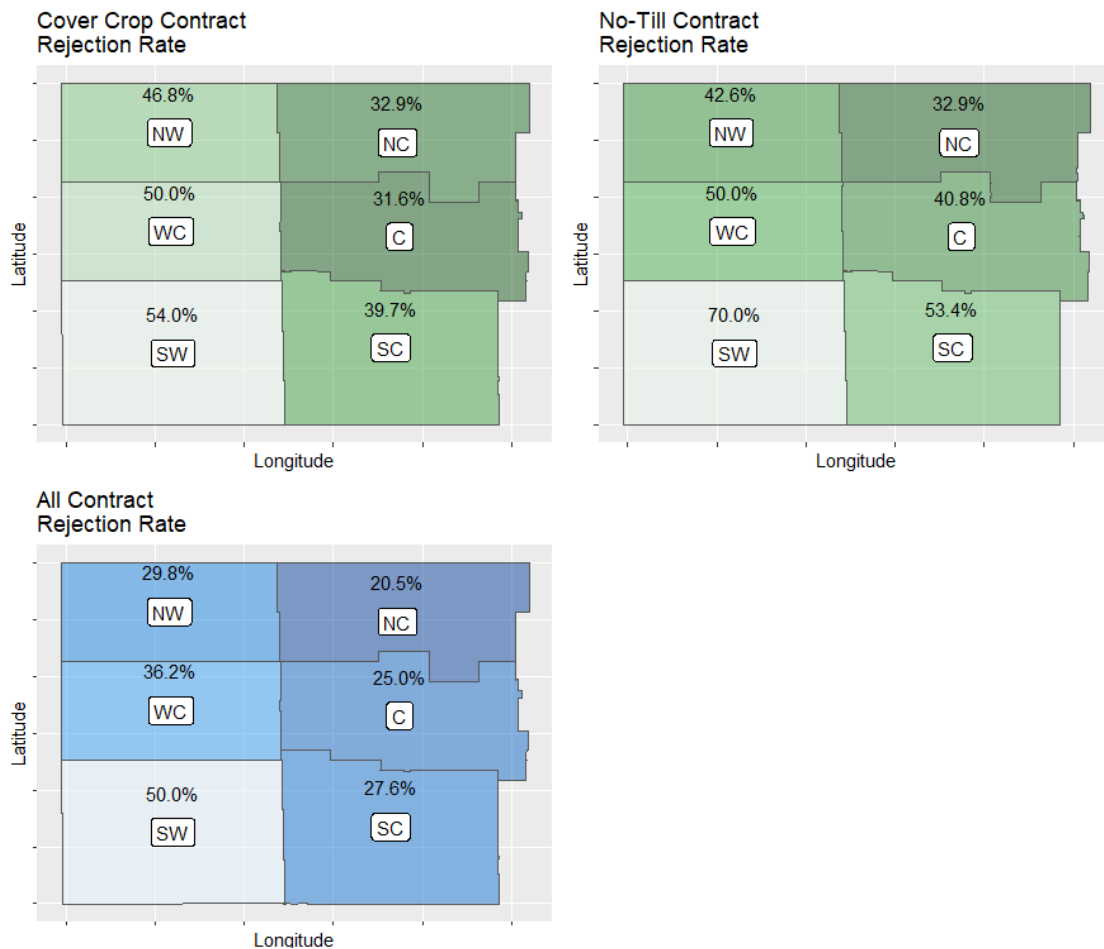 Cover Crop Contract
Rejection Rate
46.8%
NW
32.9%
NC
50.0%
WC
31.6%
C
54.0%
SW
39.7%
SC
Latitude
Longitude
No-Till Contract
Rejection Rate
42.6%
NW
32.9%
NC
50.0%
WC
40.8%
C
70.0%
SW
53.4%
SC
Latitude
Longitude
All Contract
Rejection Rate
29.8%
NW
20.5%
NC
36.2%
WC
25.0%
C
50.0%
SW
27.6%
SC
Latitude
Longitude